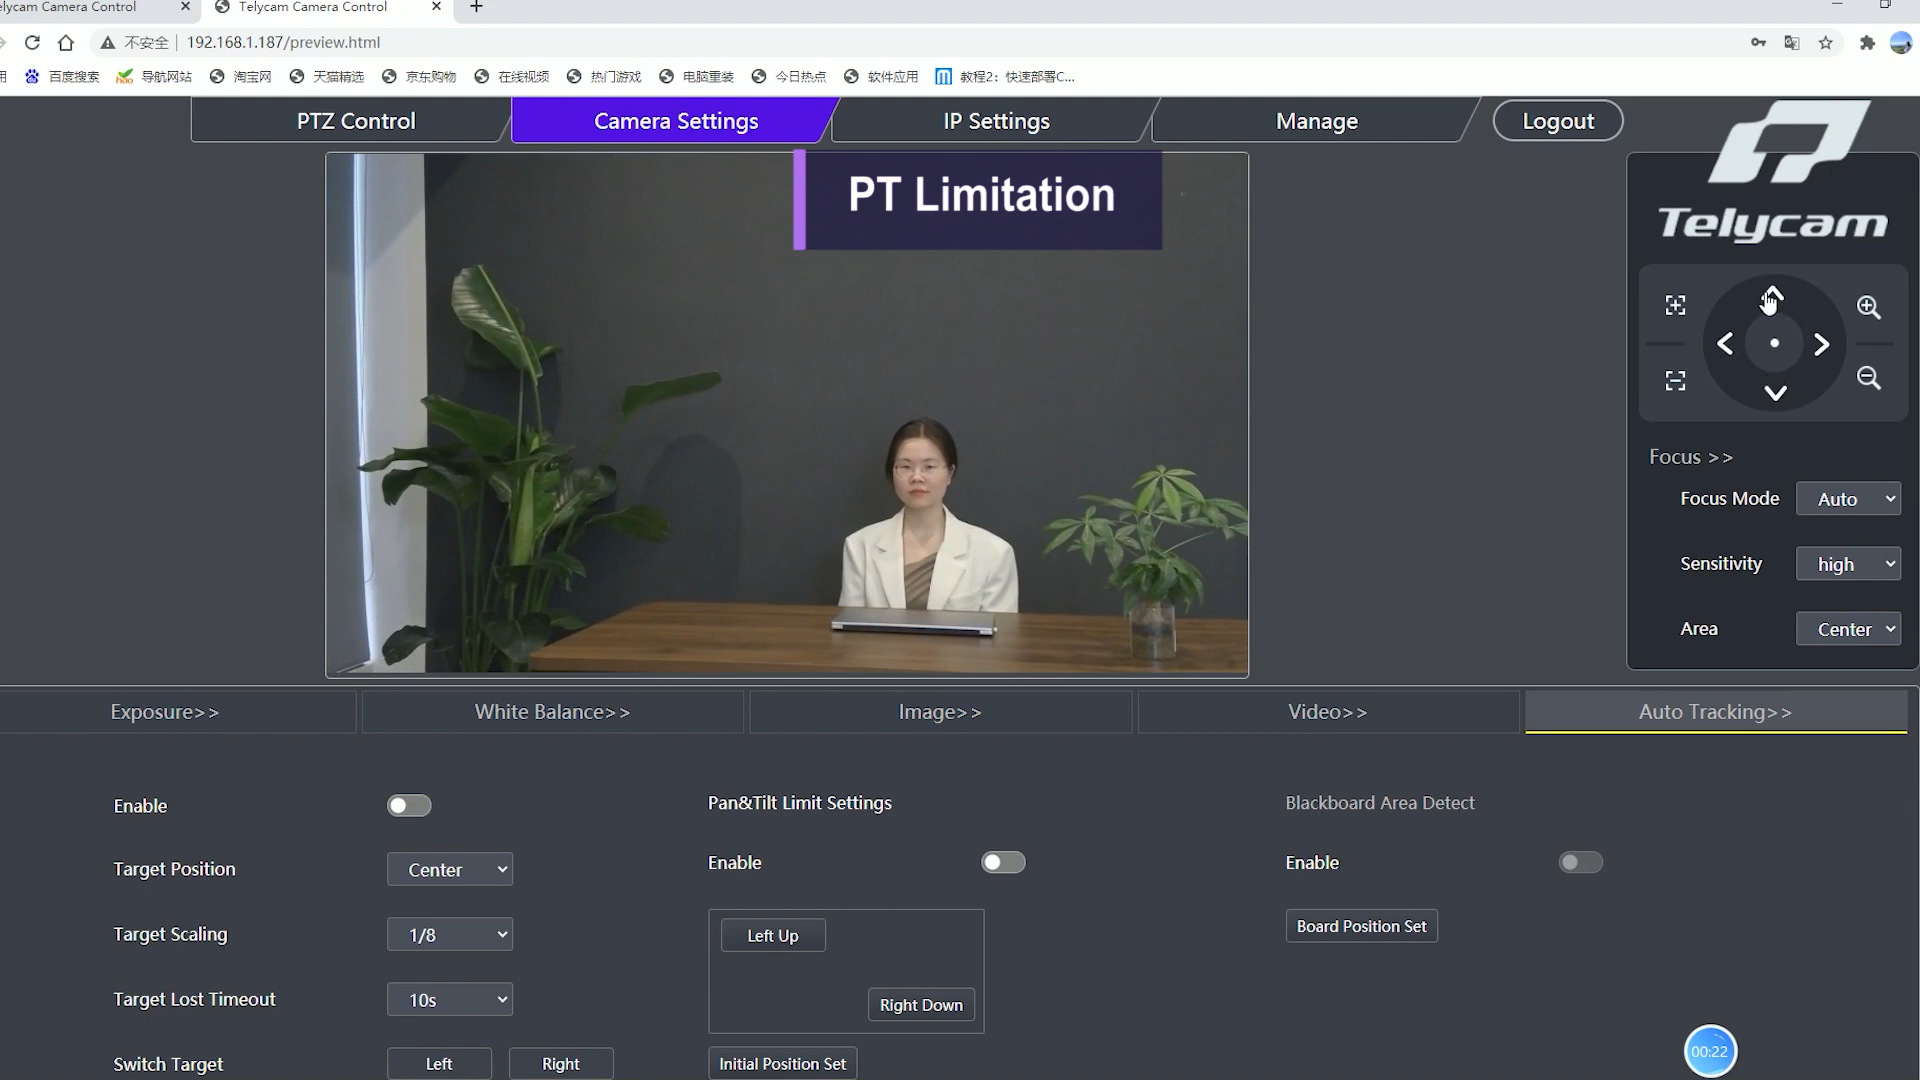 elycam Camera Control
Telycam Camera Control
不安全 192.168.1.187/preview.html
用 百度搜索 导航网站 淘宝网 天猫精选 京东购物 在线视频 热门游戏 电脑重装 今日热点 软件应用 教程2：快速部署C...
PTZ Control
Camera Settings
IP Settings
Manage
Logout
PT Limitation
Telycam
Focus >>
Focus Mode Auto
Sensitivity high
Area Center
Exposure>>
White Balance>>
Image>>
Video>>
Auto Tracking>>
Enable
Target Position Center
Target Scaling 1/8
Target Lost Timeout 10s
Switch Target Left Right
Pan&Tilt Limit Settings
Enable
Left Up
Right Down
Initial Position Set
Blackboard Area Detect
Enable
Board Position Set
00:22